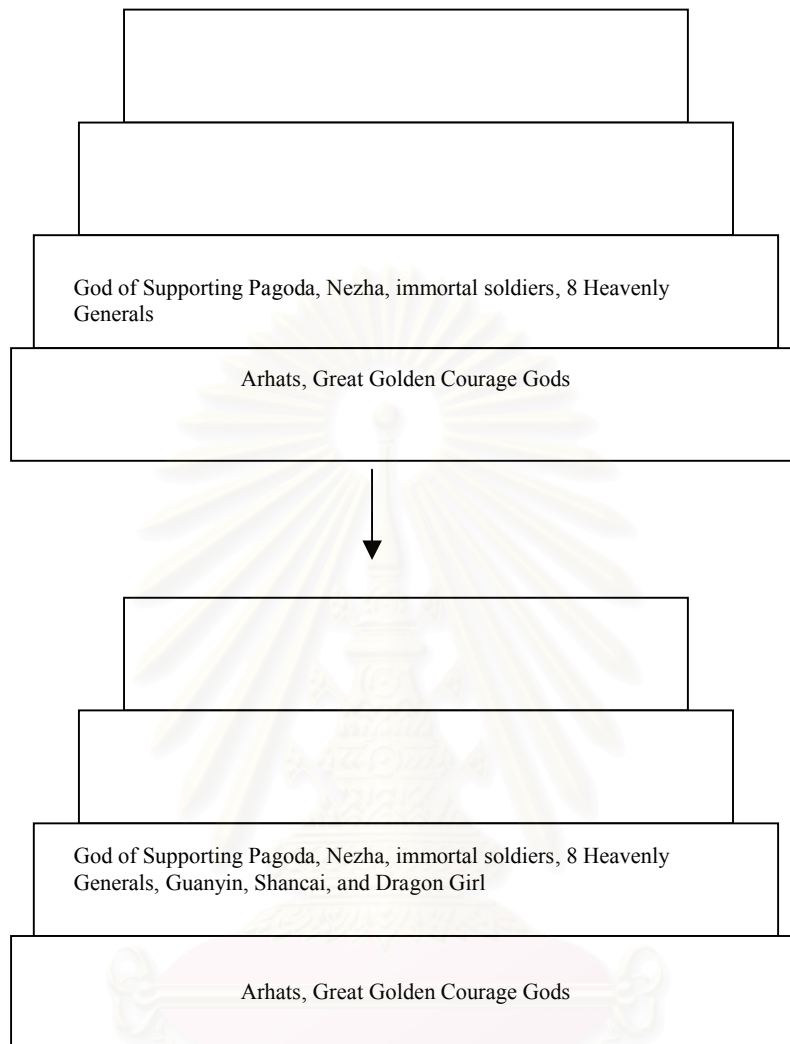 God of Supporting Pagoda, Nezha, immortal soldiers, 8 Heavenly
Generals
Arhats, Great Golden Courage Gods
God of Supporting Pagoda, Nezha, immortal soldiers, 8 Heavenly
Generals, Guanyin, Shancai, and Dragon Girl
Arhats, Great Golden Courage Gods